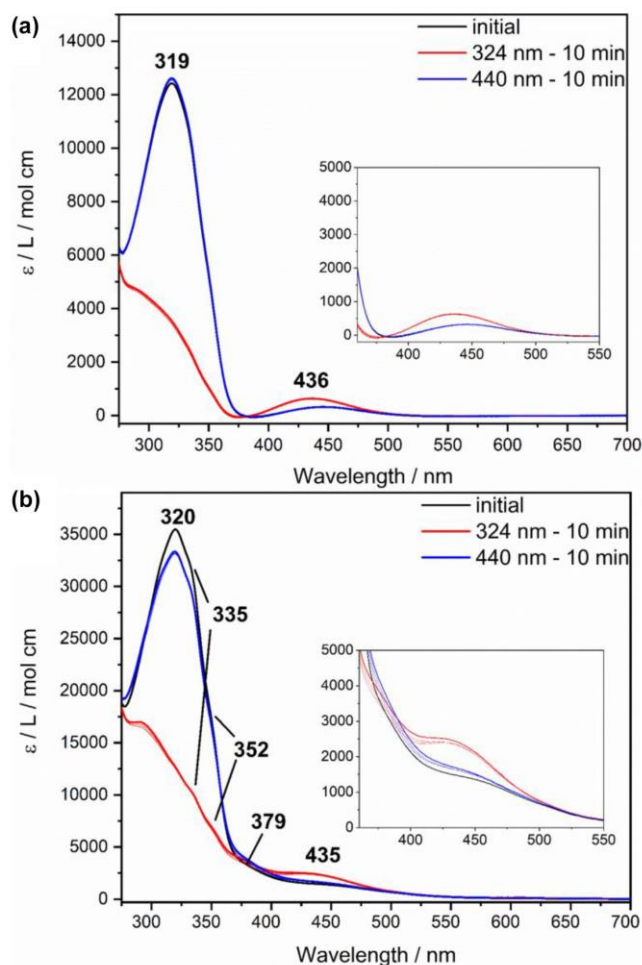 (a)
initial
324 nm - 10 min
440 nm - 10 min
319
436
ε / L / mol cm
14000
12000
10000
8000
6000
4000
2000
0
5000
4000
3000
2000
1000
0
400 450 500 550
300 350 400 450 500 550 600 650 700
Wavelength / nm
(b)
initial
324 nm - 10 min
440 nm - 10 min
320
335
352
379
435
ε / L / mol cm
35000
30000
25000
20000
15000
10000
5000
0
5000
4000
3000
2000
1000
0
400 450 500 550
300 350 400 450 500 550 600 650 700
Wavelength / nm